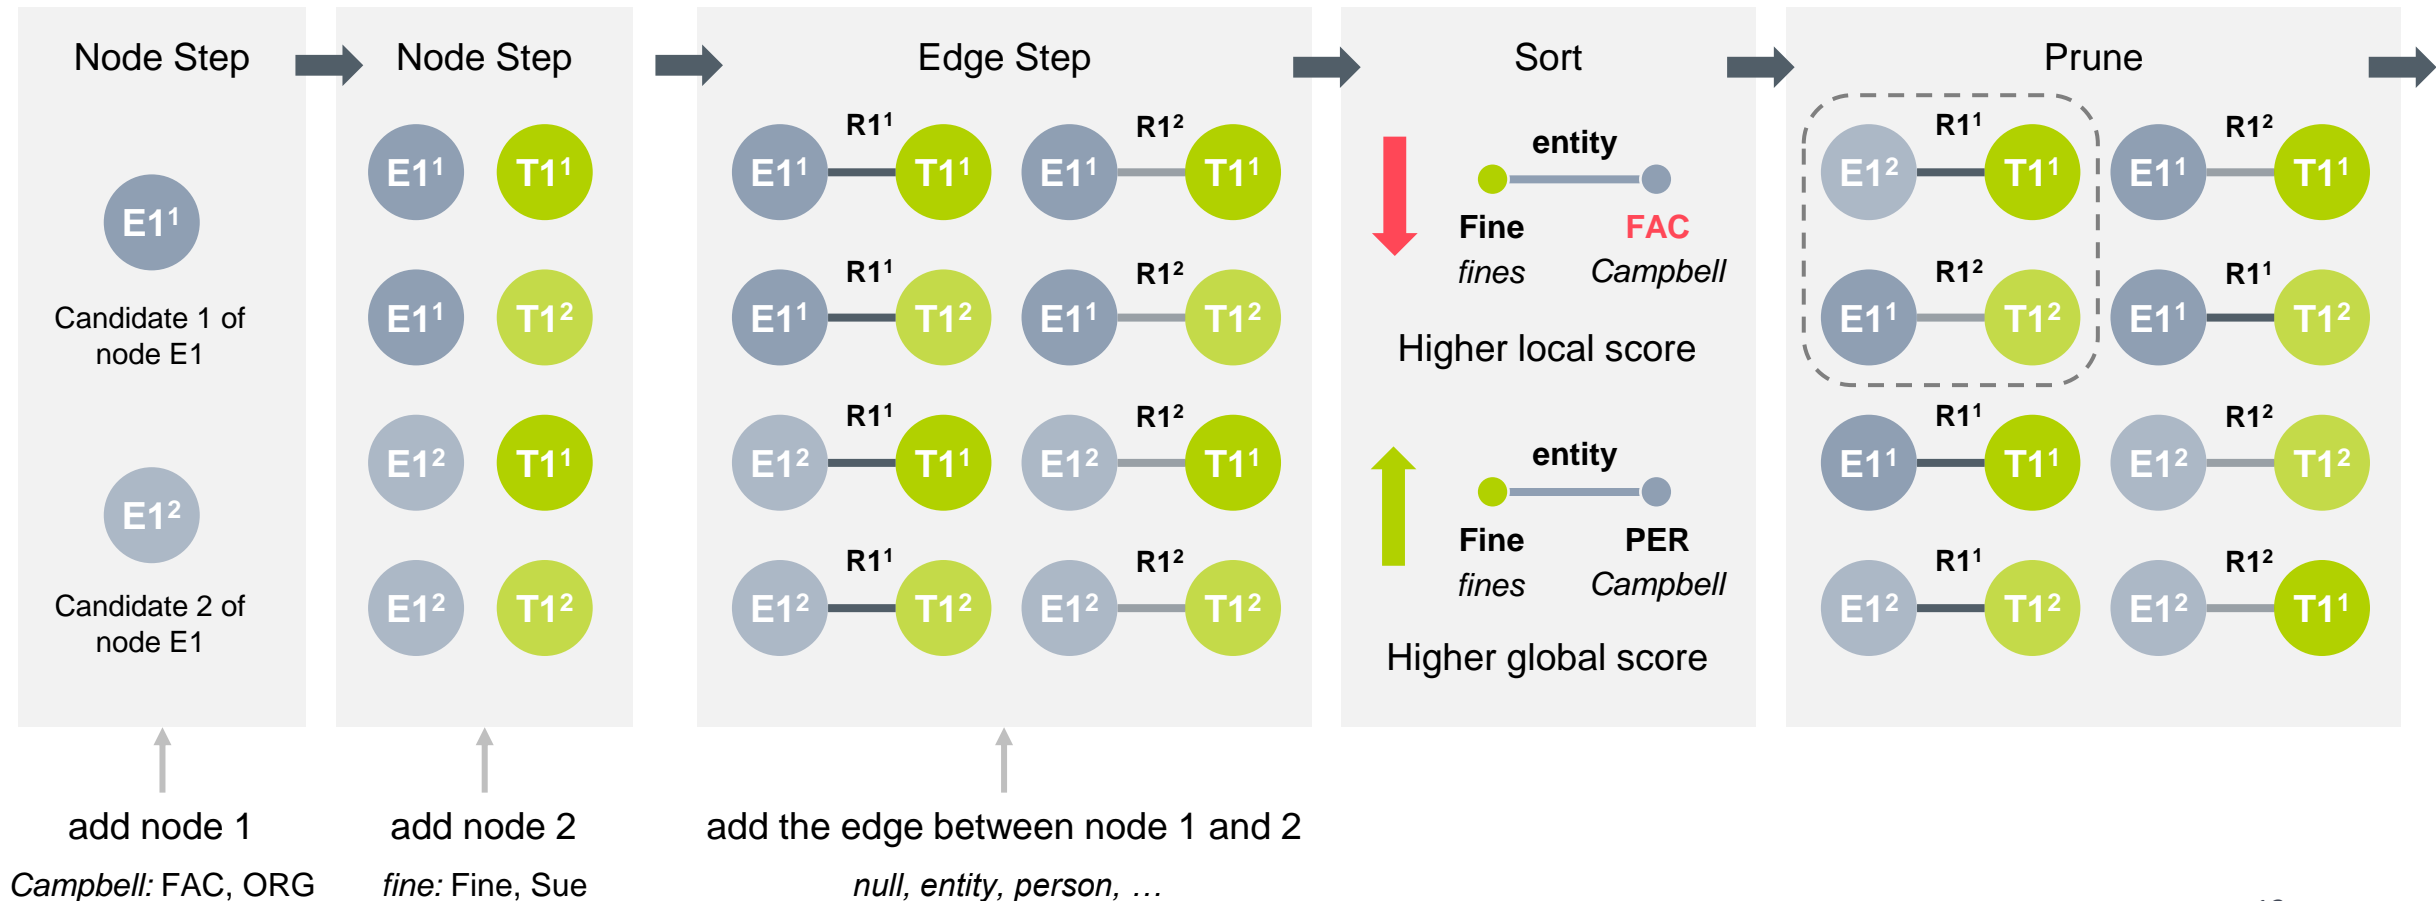 Node Step
E1¹
Candidate 1 of
node E1
E1²
Candidate 2 of
node E1
add node 1
Campbell: FAC, ORG
Node Step
E1¹ T1¹
E1¹ T1²
E1² T1¹
E1² T1²
add node 2
fine: Fine, Sue
Edge Step
E1¹ R1¹ T1¹ E1¹ R1² T1¹
E1¹ R1¹ T1² E1¹ R1² T1²
E1² R1¹ T1¹ E1² R1² T1¹
E1² R1¹ T1² E1² R1² T1²
add the edge between node 1 and 2
null, entity, person, …
Sort
entity
Fine FAC
fines Campbell
Higher local score
entity
Fine PER
fines Campbell
Higher global score
Prune
E1² R1¹ T1¹ E1¹ R1² T1¹
E1¹ R1² T1² E1¹ R1¹ T1²
E1¹ R1¹ T1¹ E1² R1² T1²
E1² R1¹ T1² E1² R1² T1¹